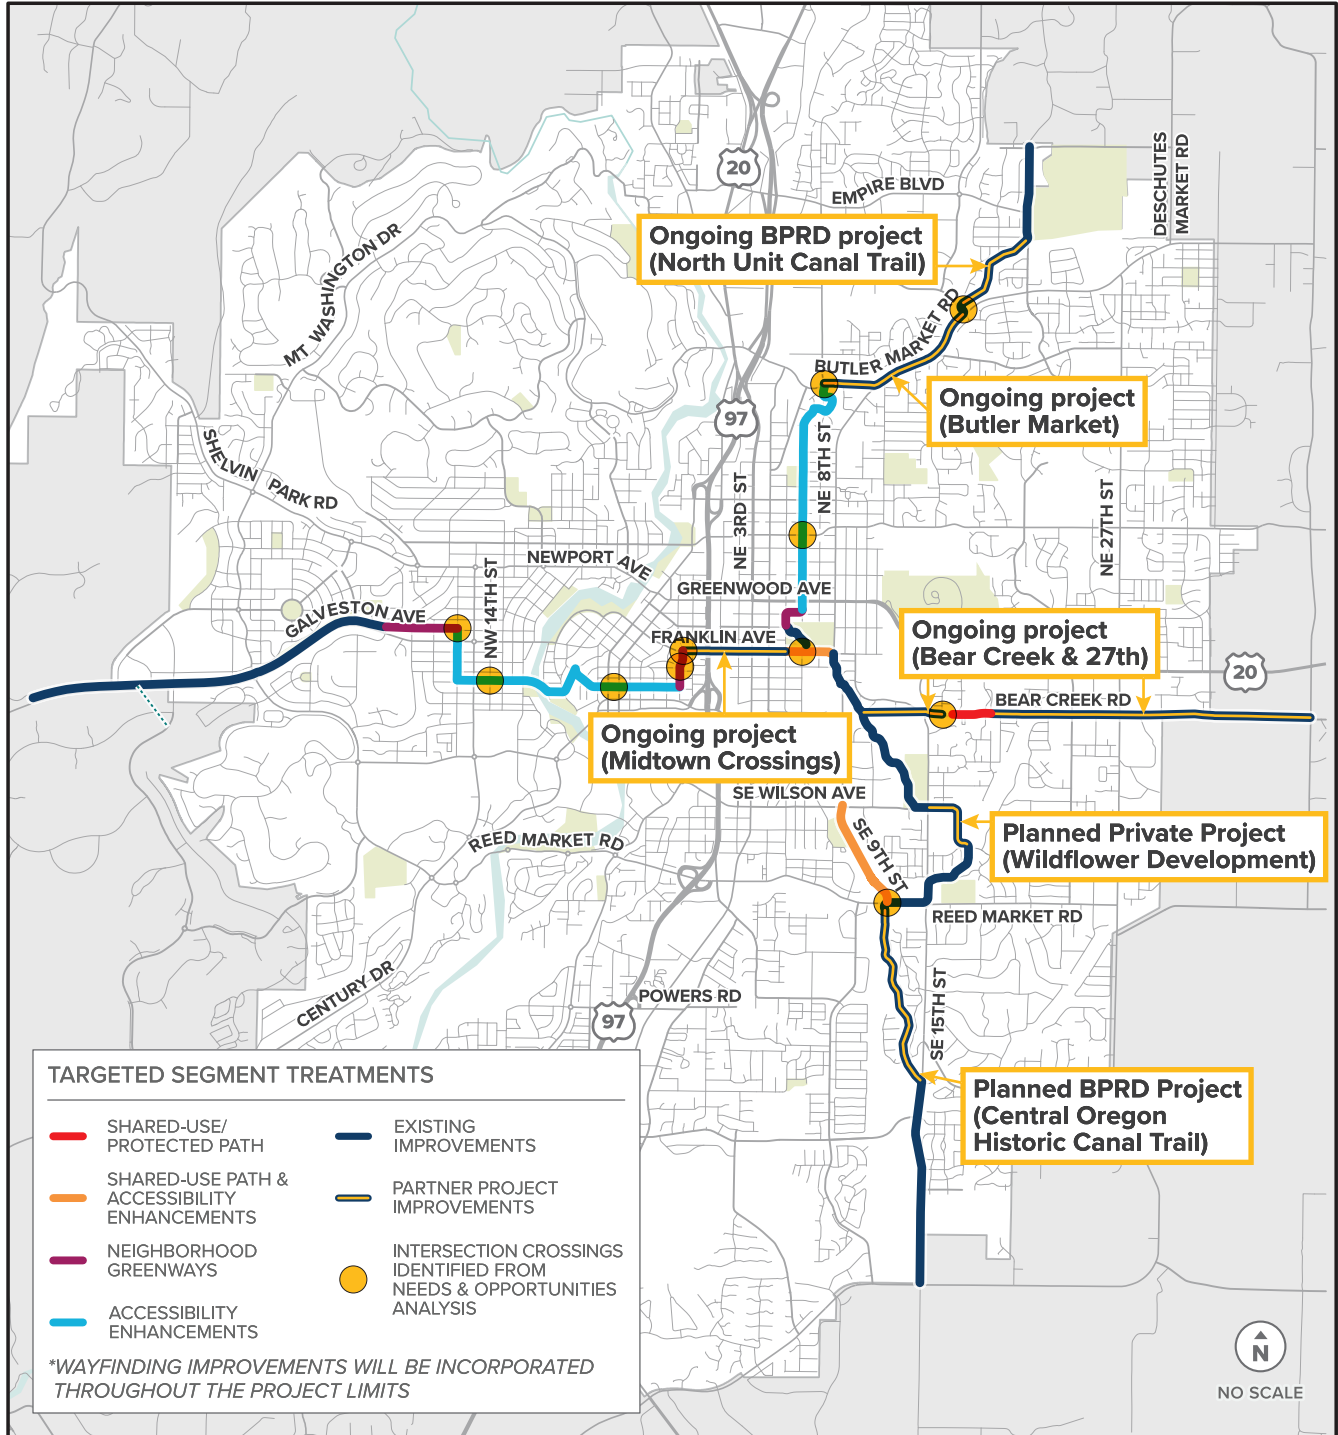 DESCHUTES
MARKET RD
20
EMPIRE BLVD
Ongoing BPRD project
(North Unit Canal Trail)
MT WASHINGTON DR
BUTLER MARKET RD
Ongoing project
(Butler Market)
97
SHELVIN PARK RD
NE 8TH ST
NE 3RD ST
NE 27TH ST
NEWPORT AVE
NW 14TH ST
GREENWOOD AVE
GALVESTON AVE
FRANKLIN AVE
Ongoing project
(Bear Creek & 27th)
20
BEAR CREEK RD
Ongoing project
(Midtown Crossings)
SE WILSON AVE
SE 9TH ST
REED MARKET RD
Planned Private Project
(Wildflower Development)
REED MARKET RD
CENTURY DR
POWERS RD
97
SE 15TH ST
Planned BPRD Project
(Central Oregon
Historic Canal Trail)
TARGETED SEGMENT TREATMENTS
SHARED-USE/
PROTECTED PATH
SHARED-USE PATH &
ACCESSIBILITY
ENHANCEMENTS
NEIGHBORHOOD
GREENWAYS
ACCESSIBILITY
ENHANCEMENTS
EXISTING
IMPROVEMENTS
PARTNER PROJECT
IMPROVEMENTS
INTERSECTION CROSSINGS
IDENTIFIED FROM
NEEDS & OPPORTUNITIES
ANALYSIS
*WAYFINDING IMPROVEMENTS WILL BE INCORPORATED
THROUGHOUT THE PROJECT LIMITS
N
NO SCALE